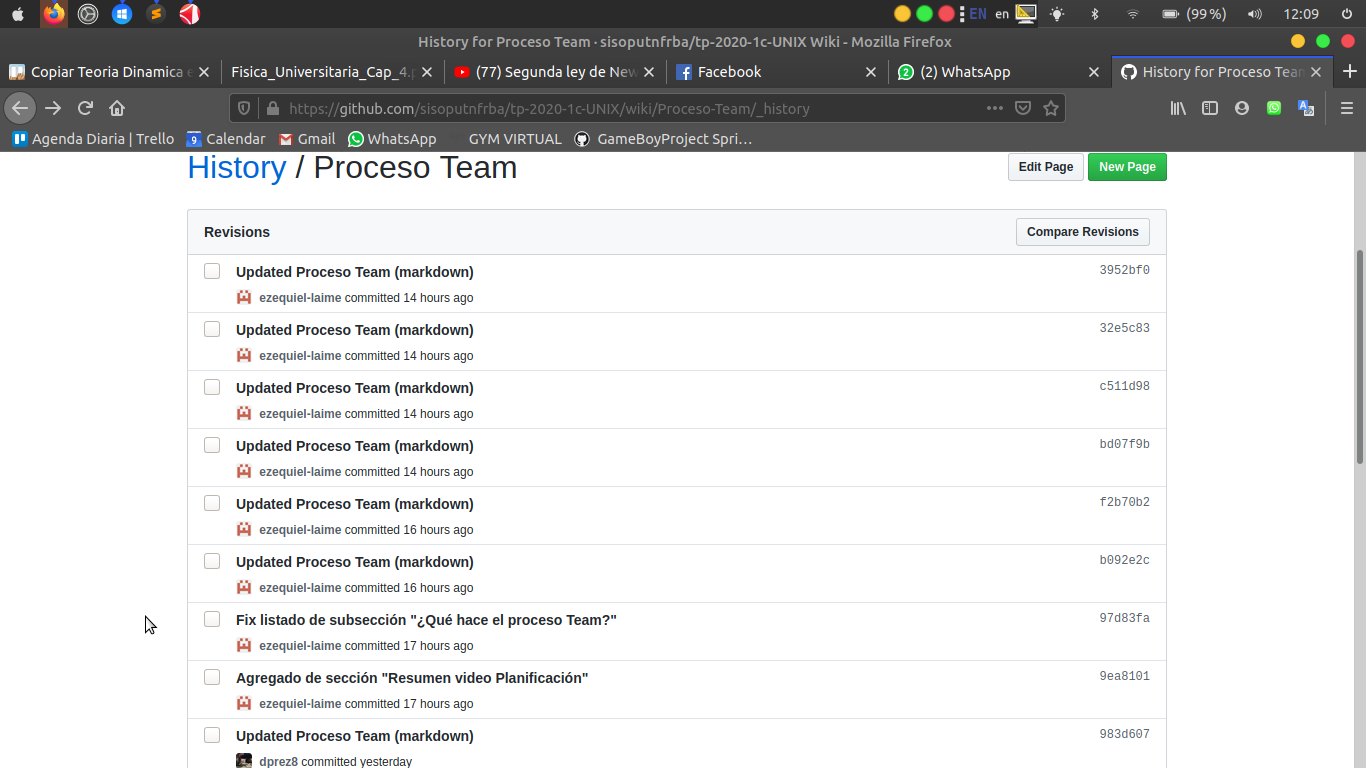 EN en (99 %) 12:09
History for Proceso Team · sisoputnfrba/tp-2020-1c-UNIX Wiki - Mozilla Firefox
Copiar Teoria Dinamica Fisica_Universitaria_Cap_4. (77) Segunda ley de New Facebook 2 (2) WhatsApp History for Proceso Team
https://github.com/sisoputnfrba/tp-2020-1c-UNIX/wiki/Proceso-Team/_history
Agenda Diaria | Trello 9 Calendar Gmail WhatsApp GYM VIRTUAL GameBoyProject Spri…
History / Proceso Team Edit Page New Page
Revisions Compare Revisions
Updated Proceso Team (markdown) 3952bf0
ezequiel-laime committed 14 hours ago
Updated Proceso Team (markdown) 32e5c83
ezequiel-laime committed 14 hours ago
Updated Proceso Team (markdown) c511d98
ezequiel-laime committed 14 hours ago
Updated Proceso Team (markdown) bd07f9b
ezequiel-laime committed 14 hours ago
Updated Proceso Team (markdown) f2b70b2
ezequiel-laime committed 16 hours ago
Updated Proceso Team (markdown) b092e2c
ezequiel-laime committed 16 hours ago
Fix listado de subsección "¿Qué hace el proceso Team?" 97d83fa
ezequiel-laime committed 17 hours ago
Agregado de sección "Resumen video Planificación" 9ea8101
ezequiel-laime committed 17 hours ago
Updated Proceso Team (markdown) 983d607
dprez8 committed yesterday